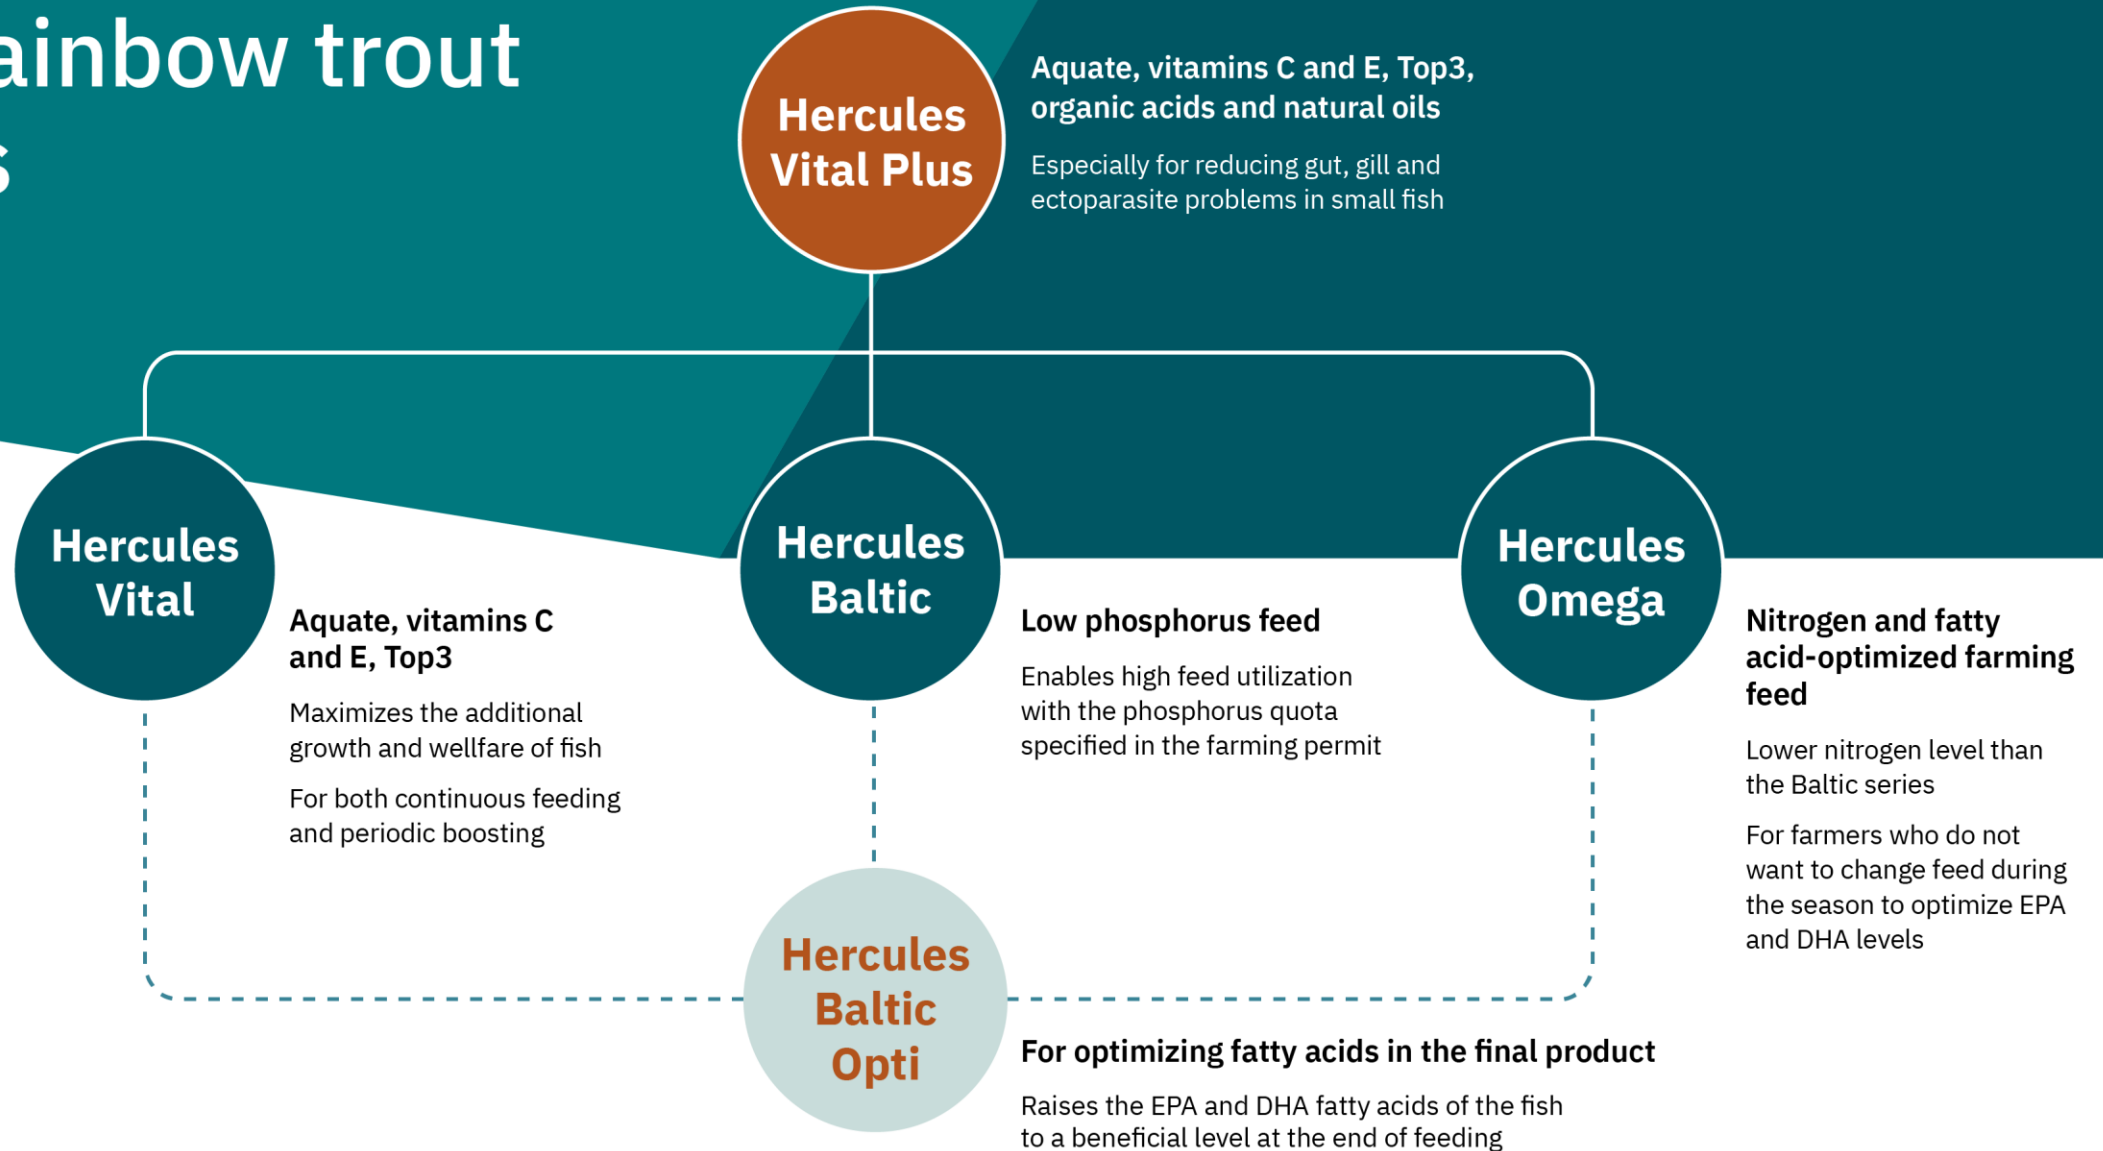 ainbow trout
s
Hercules
Vital Plus
Aquate, vitamins C and E, Top3,
organic acids and natural oils
Especially for reducing gut, gill and
ectoparasite problems in small fish
Hercules
Vital
Aquate, vitamins C
and E, Top3
Maximizes the additional
growth and wellfare of fish
For both continuous feeding
and periodic boosting
Hercules
Baltic
Low phosphorus feed
Enables high feed utilization
with the phosphorus quota
specified in the farming permit
Hercules
Omega
Nitrogen and fatty
acid-optimized farming
feed
Lower nitrogen level than
the Baltic series
For farmers who do not
want to change feed during
the season to optimize EPA
and DHA levels
Hercules
Baltic
Opti
For optimizing fatty acids in the final product
Raises the EPA and DHA fatty acids of the fish
to a beneficial level at the end of feeding